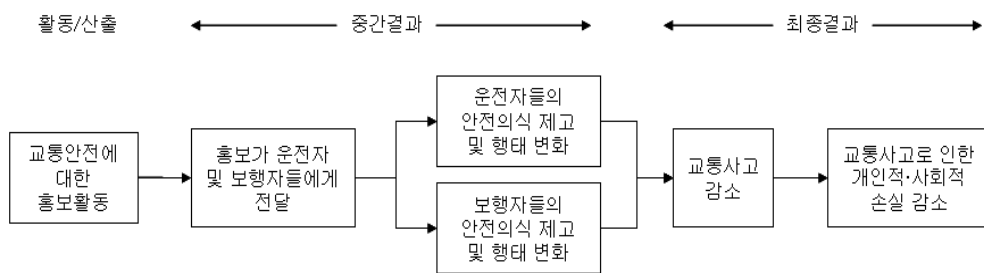 활동/산출
중간결과
최종결과
교통안전에
대한
홍보활동
홍보가 운전자
및 보행자들에게
전달
운전자들의
안전의식 제고
및 행태 변화
보행자들의
안전의식 제고
및 행태 변화
교통사고
감소
교통사고로 인한
개인적·사회적
손실 감소